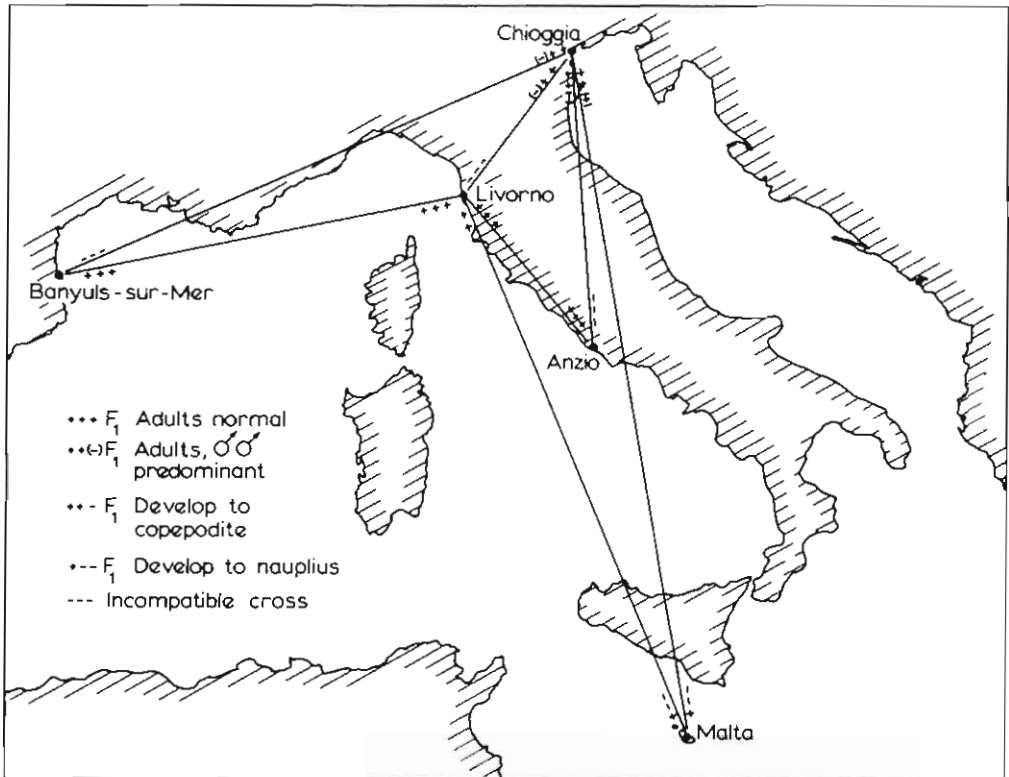 Chioggia
Livorno
Banyuls-sur-Mer
Anzio
+++ F1 Adults normal
++(-) F1 Adults, ♂♂
predominant
++- F1 Develop to
copepodite
+-- F1 Develop to nauplius
--- Incompatible cross
Malta